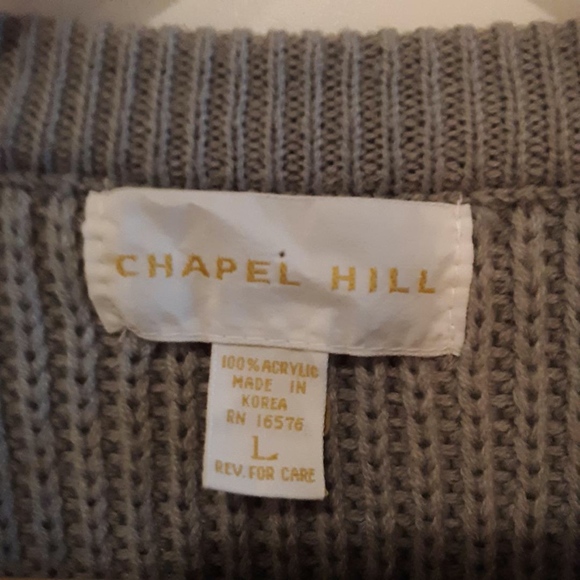 CHAPEL HILL
100% ACRYLIC
MADE IN
KOREA
RN 16576
L
REV. FOR CARE